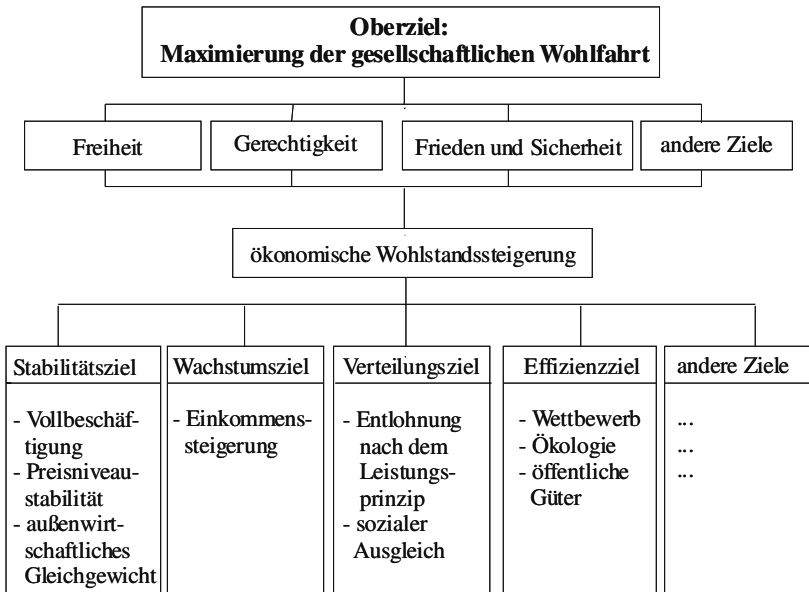 Oberziel:
Maximierung der gesellschaftlichen Wohlfahrt
Freiheit
Gerechtigkeit
Frieden und Sicherheit
andere Ziele
ökonomische Wohlstandssteigerung
Stabilitätsziel
- Vollbeschäf-
tigung
- Preisniveau-
stabilität
- außenwirt-
schaftliches
Gleichgewicht
Wachstumsziel
- Einkommens-
steigerung
Verteilungsziel
- Entlohnung
nach dem
Leistungs-
prinzip
- sozialer
Ausgleich
Effizienzziel
- Wettbewerb
- Ökologie
- öffentliche
Güter
andere Ziele
...
...
...